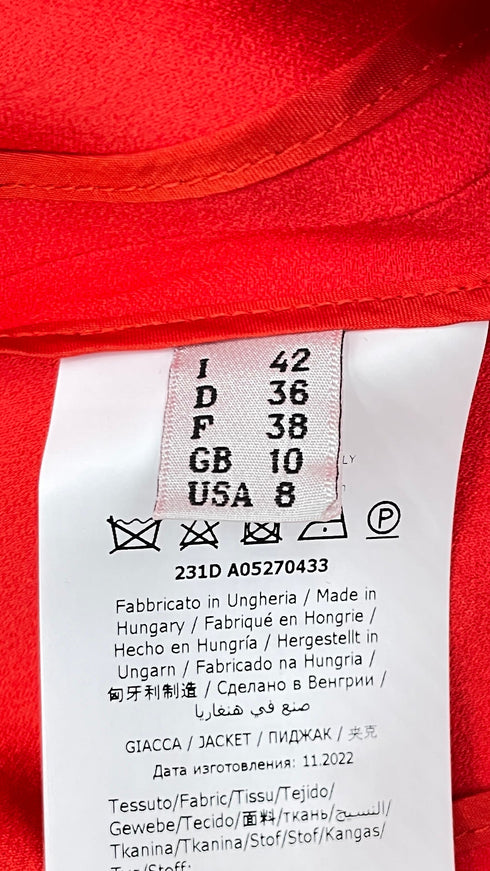 I 42
D 36
F 38
GB 10
USA 8
LY
P
231D A05270433
Fabbricato in Ungheria / Made in
Hungary / Fabriqué en Hongrie /
Hecho en Hungría / Hergestellt in
Ungarn / Fabricado na Hungria /
匈牙利制造 / Сделано в Венгрии /
صنع في هنغاريا
GIACCA / JACKET / ПИДЖАК / 夹克
Дата изготовления: 11.2022
Tessuto/Fabric/Tissu/Tejido/
Gewebe/Tecido/面料/ткань/النسيج/
Tkanina/Tkanina/Stof/Stof/Kangas/